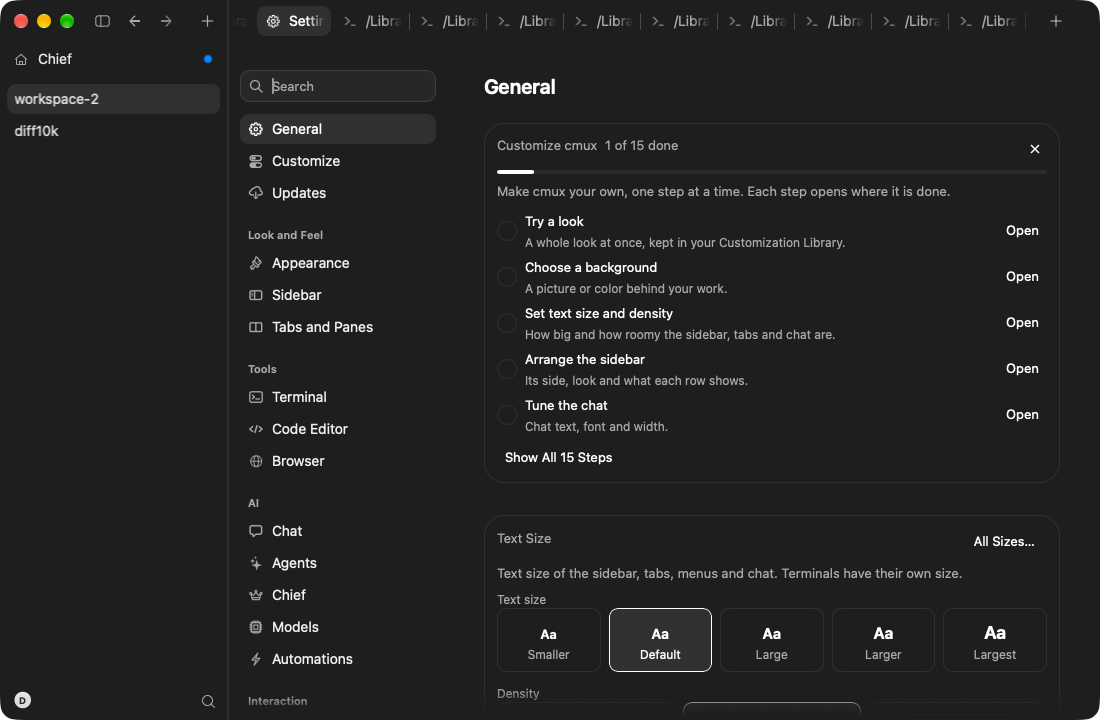 Chief
workspace-2
diff10k
D
Settin
/Libra
/Libra
/Libra
/Libra
/Libra
/Libra
/Libra
/Libra
/Libra
Search
General
Customize
Updates
Look and Feel
Appearance
Sidebar
Tabs and Panes
Tools
Terminal
Code Editor
Browser
AI
Chat
Agents
Chief
Models
Automations
Interaction
General
Customize cmux 1 of 15 done
Make cmux your own, one step at a time. Each step opens where it is done.
Try a look
A whole look at once, kept in your Customization Library.
Open
Choose a background
A picture or color behind your work.
Open
Set text size and density
How big and how roomy the sidebar, tabs and chat are.
Open
Arrange the sidebar
Its side, look and what each row shows.
Open
Tune the chat
Chat text, font and width.
Open
Show All 15 Steps
Text Size
All Sizes...
Text size of the sidebar, tabs, menus and chat. Terminals have their own size.
Text size
Aa Aa Aa Aa Aa
Smaller Default Large Larger Largest
Density